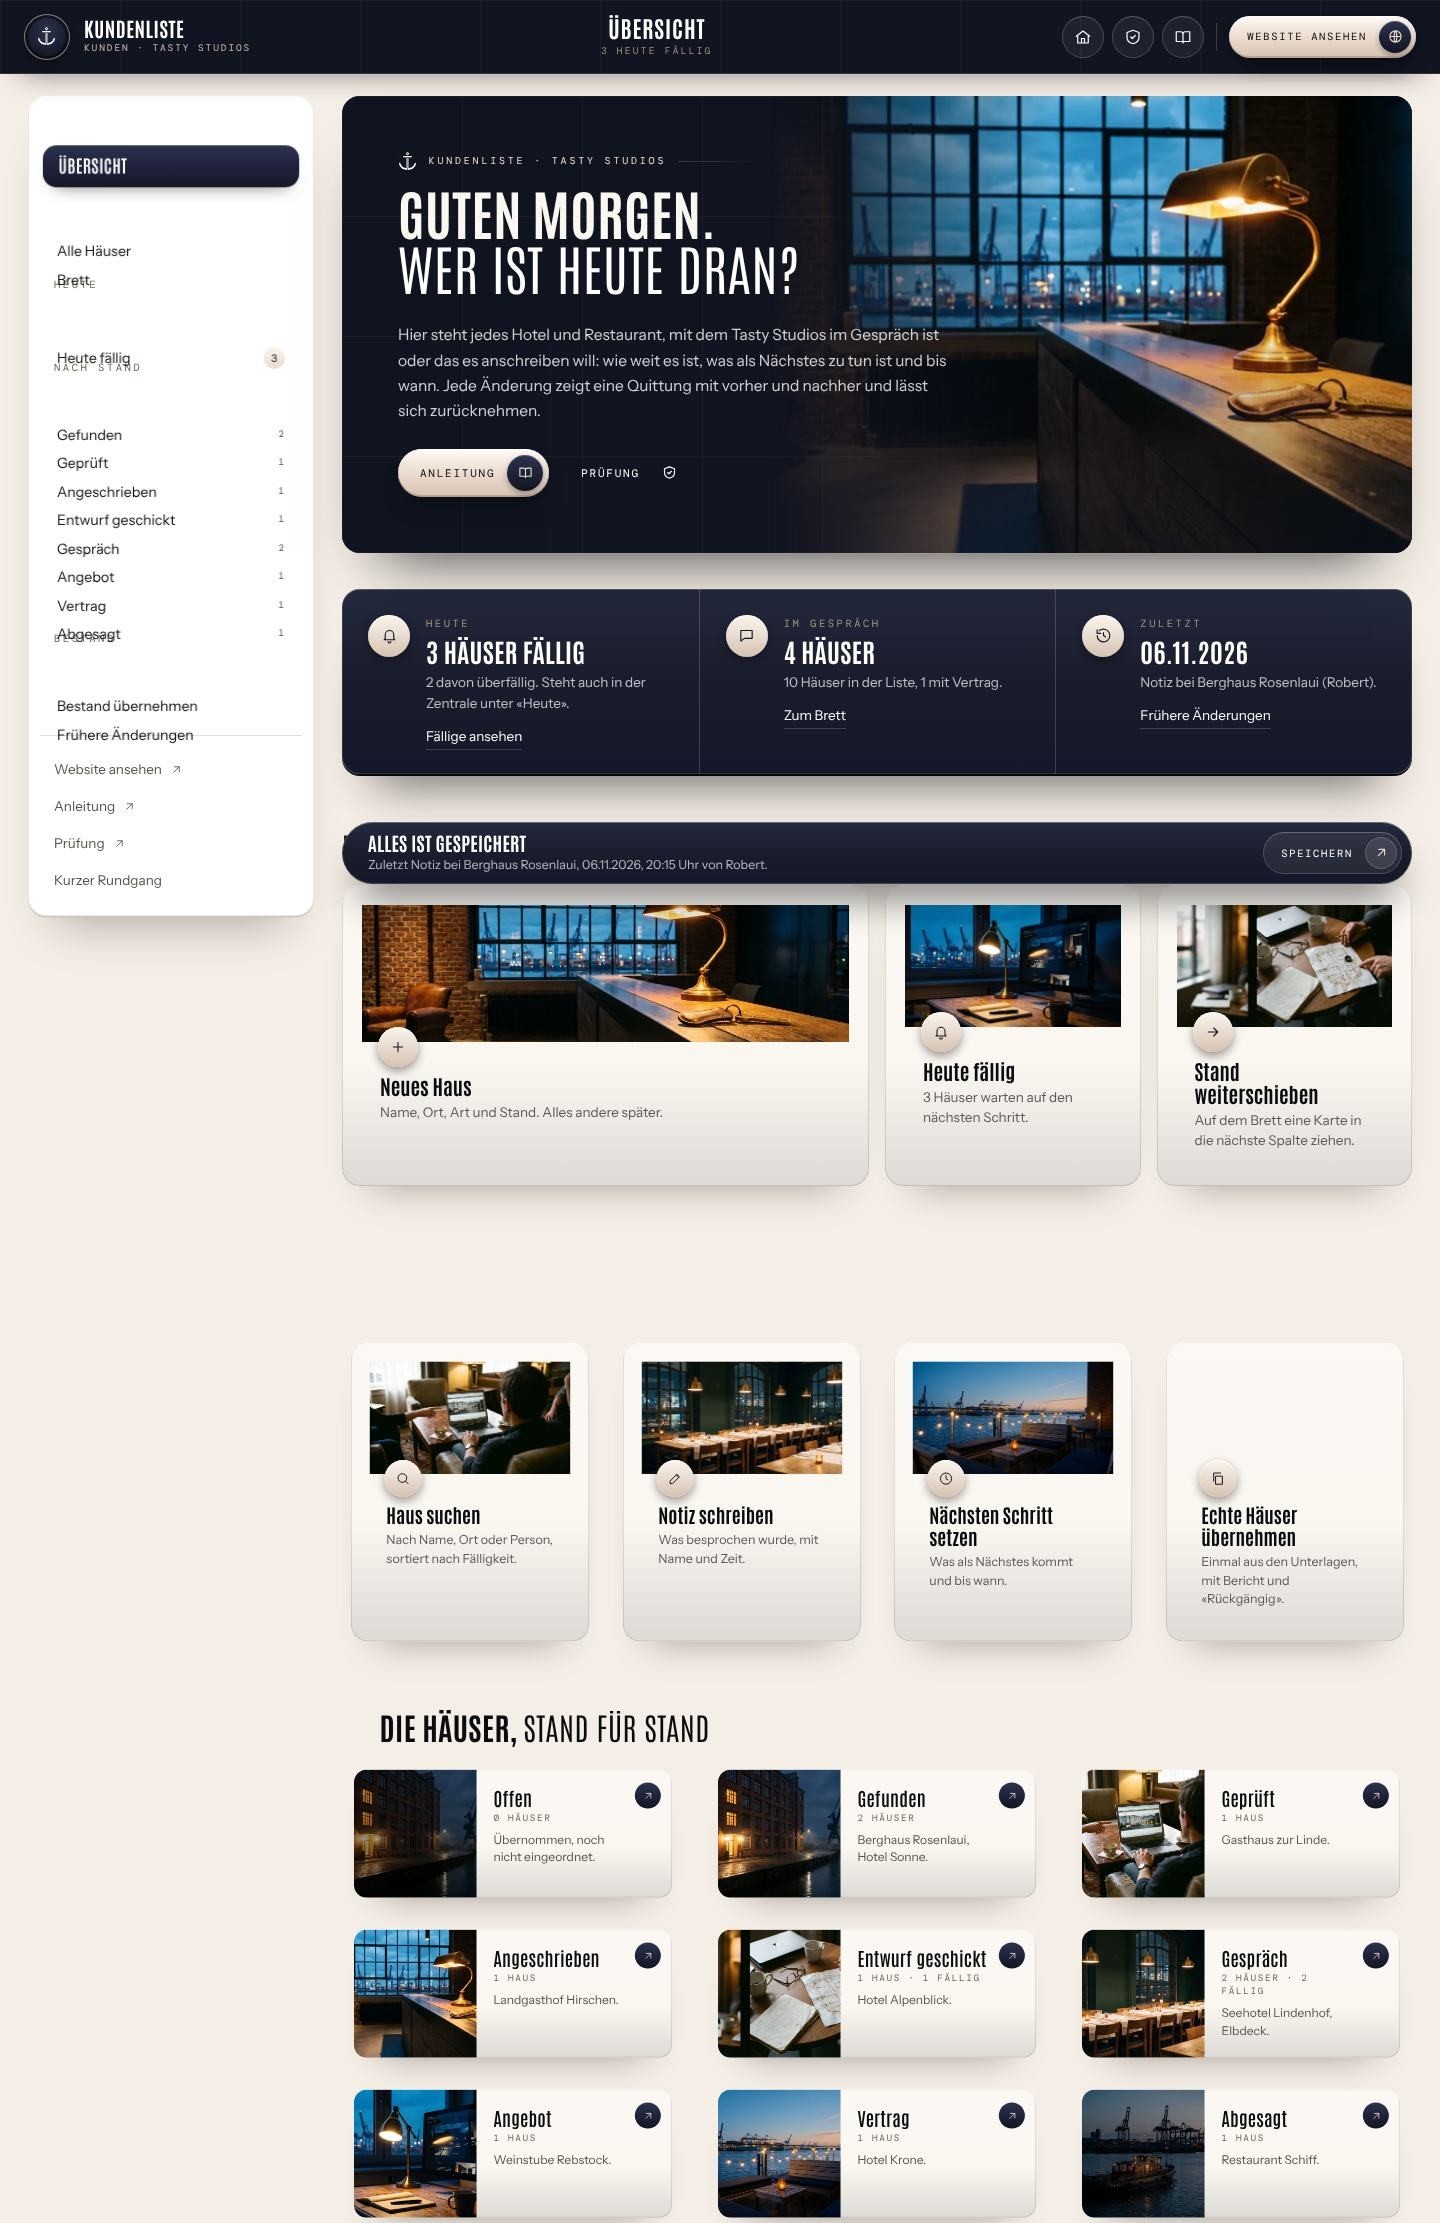 KUNDENLISTE
KUNDEN · TASTY STUDIOS
ÜBERSICHT
3 HEUTE FÄLLIG
WEBSITE ANSEHEN
ÜBERSICHT
Alle Häuser
Brett
HEUTE
Heute fällig 3
NACH STAND
Gefunden 2
Geprüft 1
Angeschrieben 1
Entwurf geschickt 1
Gespräch 2
Angebot 1
Vertrag 1
Abgesagt 1
BESTAND
Bestand übernehmen
Frühere Änderungen
Website ansehen
Anleitung
Prüfung
Kurzer Rundgang
KUNDENLISTE · TASTY STUDIOS
GUTEN MORGEN.
WER IST HEUTE DRAN?
Hier steht jedes Hotel und Restaurant, mit dem Tasty Studios im Gespräch ist
oder das es anschreiben will: wie weit es ist, was als Nächstes zu tun ist und bis
wann. Jede Änderung zeigt eine Quittung mit vorher und nachher und lässt
sich zurücknehmen.
ANLEITUNG
PRÜFUNG
HEUTE
3 HÄUSER FÄLLIG
2 davon überfällig. Steht auch in der
Zentrale unter «Heute».
Fällige ansehen
IM GESPRÄCH
4 HÄUSER
10 Häuser in der Liste, 1 mit Vertrag.
Zum Brett
ZULETZT
06.11.2026
Notiz bei Berghaus Rosenlaui (Robert).
Frühere Änderungen
ALLES IST GESPEICHERT
Zuletzt Notiz bei Berghaus Rosenlaui, 06.11.2026, 20:15 Uhr von Robert.
SPEICHERN
Neues Haus
Name, Ort, Art und Stand. Alles andere später.
Heute fällig
3 Häuser warten auf den
nächsten Schritt.
Stand
weiterschieben
Auf dem Brett eine Karte in
die nächste Spalte ziehen.
Haus suchen
Nach Name, Ort oder Person,
sortiert nach Fälligkeit.
Notiz schreiben
Was besprochen wurde, mit
Name und Zeit.
Nächsten Schritt
setzen
Was als Nächstes kommt
und bis wann.
Echte Häuser
übernehmen
Einmal aus den Unterlagen,
mit Bericht und
«Rückgängig».
DIE HÄUSER, STAND FÜR STAND
Offen
0 HÄUSER
Übernommen, noch
nicht eingeordnet.
Gefunden
2 HÄUSER
Berghaus Rosenlaui,
Hotel Sonne.
Geprüft
1 HAUS
Gasthaus zur Linde.
Angeschrieben
1 HAUS
Landgasthof Hirschen.
Entwurf geschickt
1 HAUS · 1 FÄLLIG
Hotel Alpenblick.
Gespräch
2 HÄUSER · 2
FÄLLIG
Seehotel Lindenhof,
Elbdeck.
Angebot
1 HAUS
Weinstube Rebstock.
Vertrag
1 HAUS
Hotel Krone.
Abgesagt
1 HAUS
Restaurant Schiff.